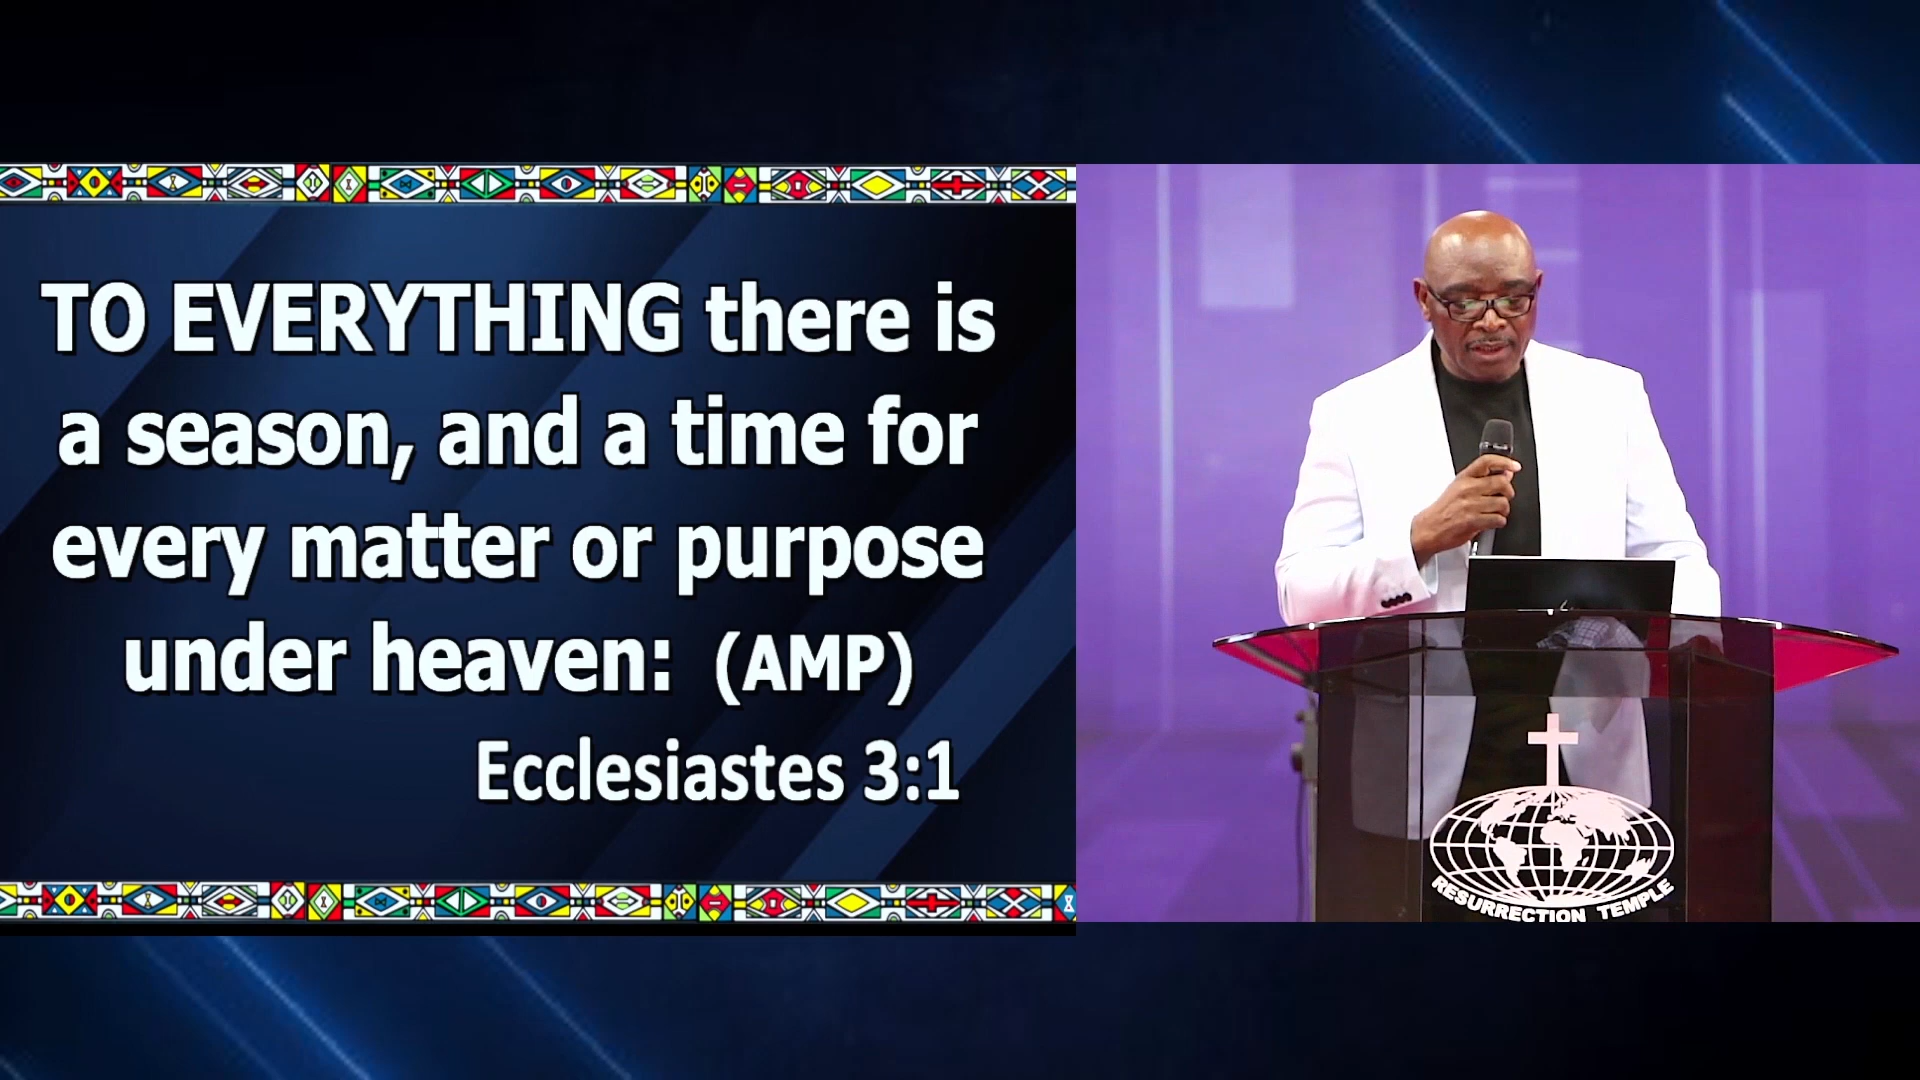 TO EVERYTHING there is
a season, and a time for
every matter or purpose
under heaven: (AMP)
Ecclesiastes 3:1
RESURRECTION TEMPLE